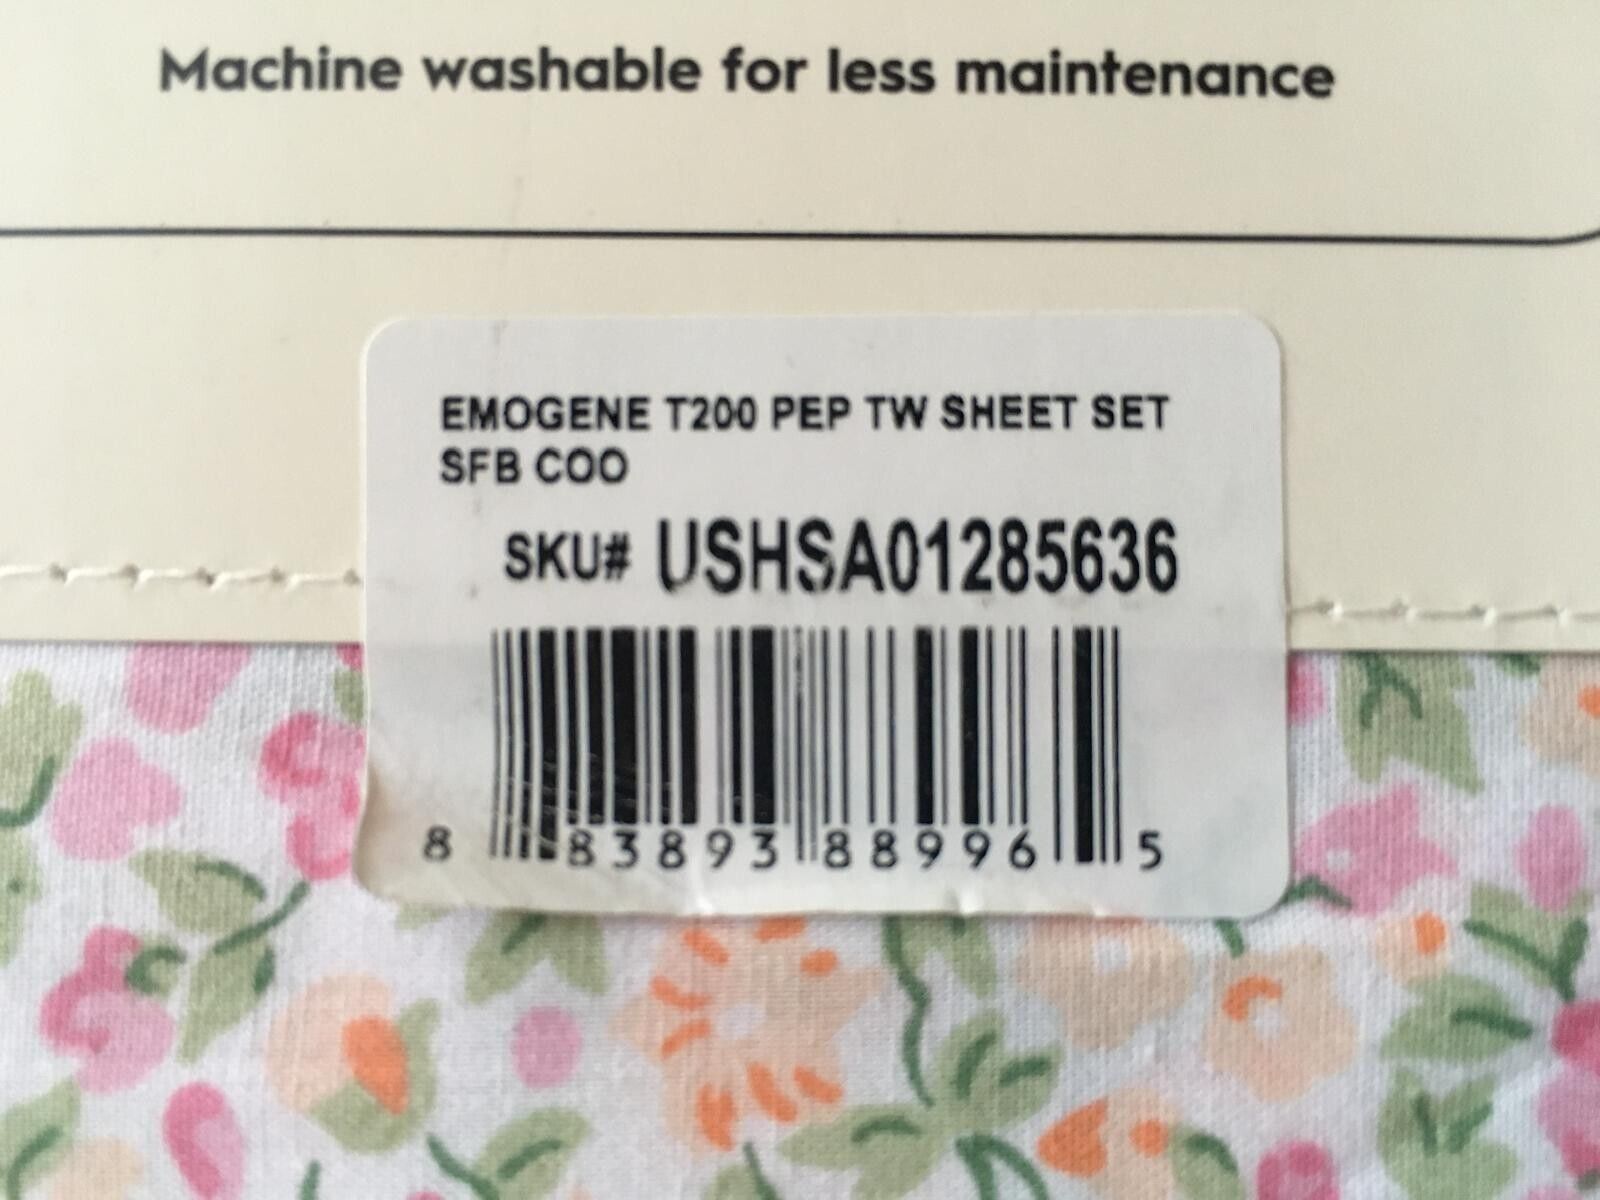 Machine washable for less maintenance
EMOGENE T200 PEP TW SHEET SET
SFB COO
SKU# USHSA01285636
8 83893 88996 5